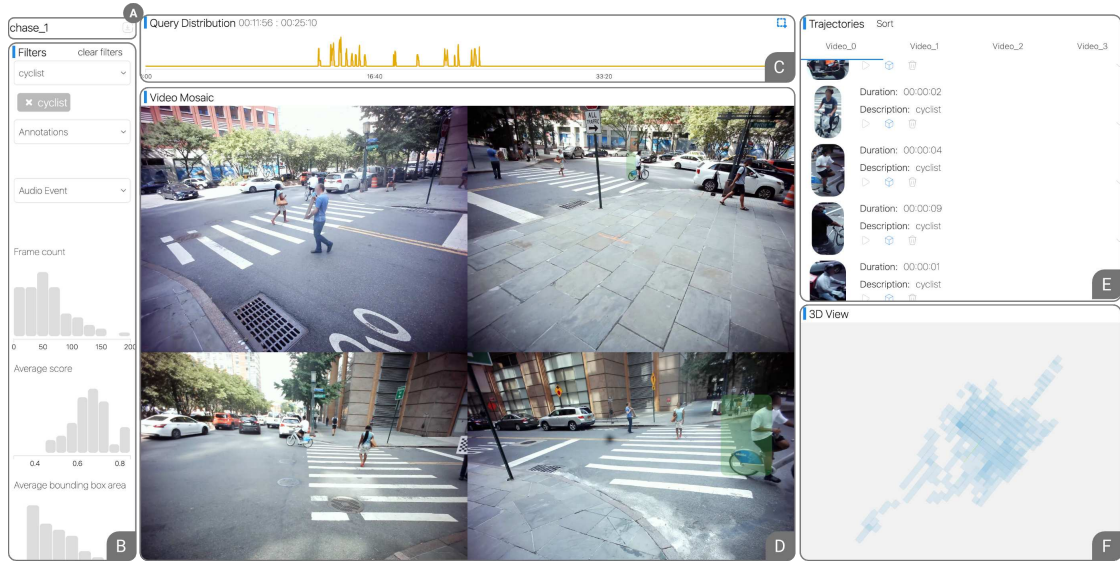 A
chase_1
Filters clear filters
cyclist
✖ cyclist
Annotations
Audio Event
Frame count
0 50 100 150 200
Average score
0.4 0.6 0.8
Average bounding box area
B
Query Distribution 00:11:56 : 00:25:10
:00 16:40 33:20
C
Video Mosaic
ALL
TRAFFIC
D
Trajectories Sort
Video_0 Video_1 Video_2 Video_3
Duration: 00:00:02
Description: cyclist
Duration: 00:00:04
Description: cyclist
Duration: 00:00:09
Description: cyclist
Duration: 00:00:01
Description: cyclist
E
3D View
F